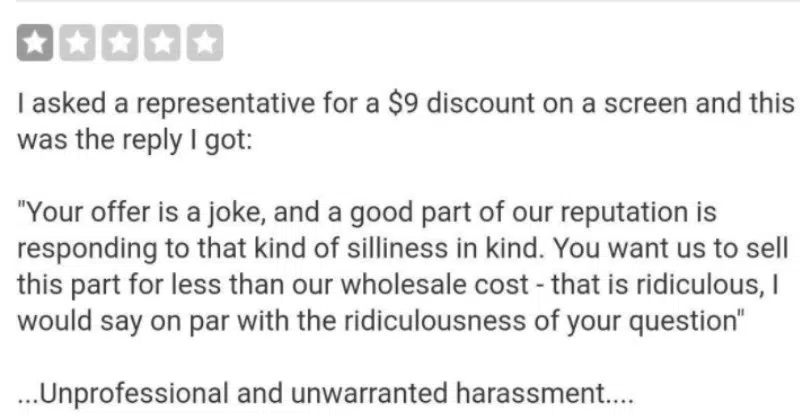 I asked a representative for a $9 discount on a screen and this
was the reply I got:
"Your offer is a joke, and a good part of our reputation is
responding to that kind of silliness in kind. You want us to sell
this part for less than our wholesale cost - that is ridiculous, I
would say on par with the ridiculousness of your question"
...Unprofessional and unwarranted harassment....